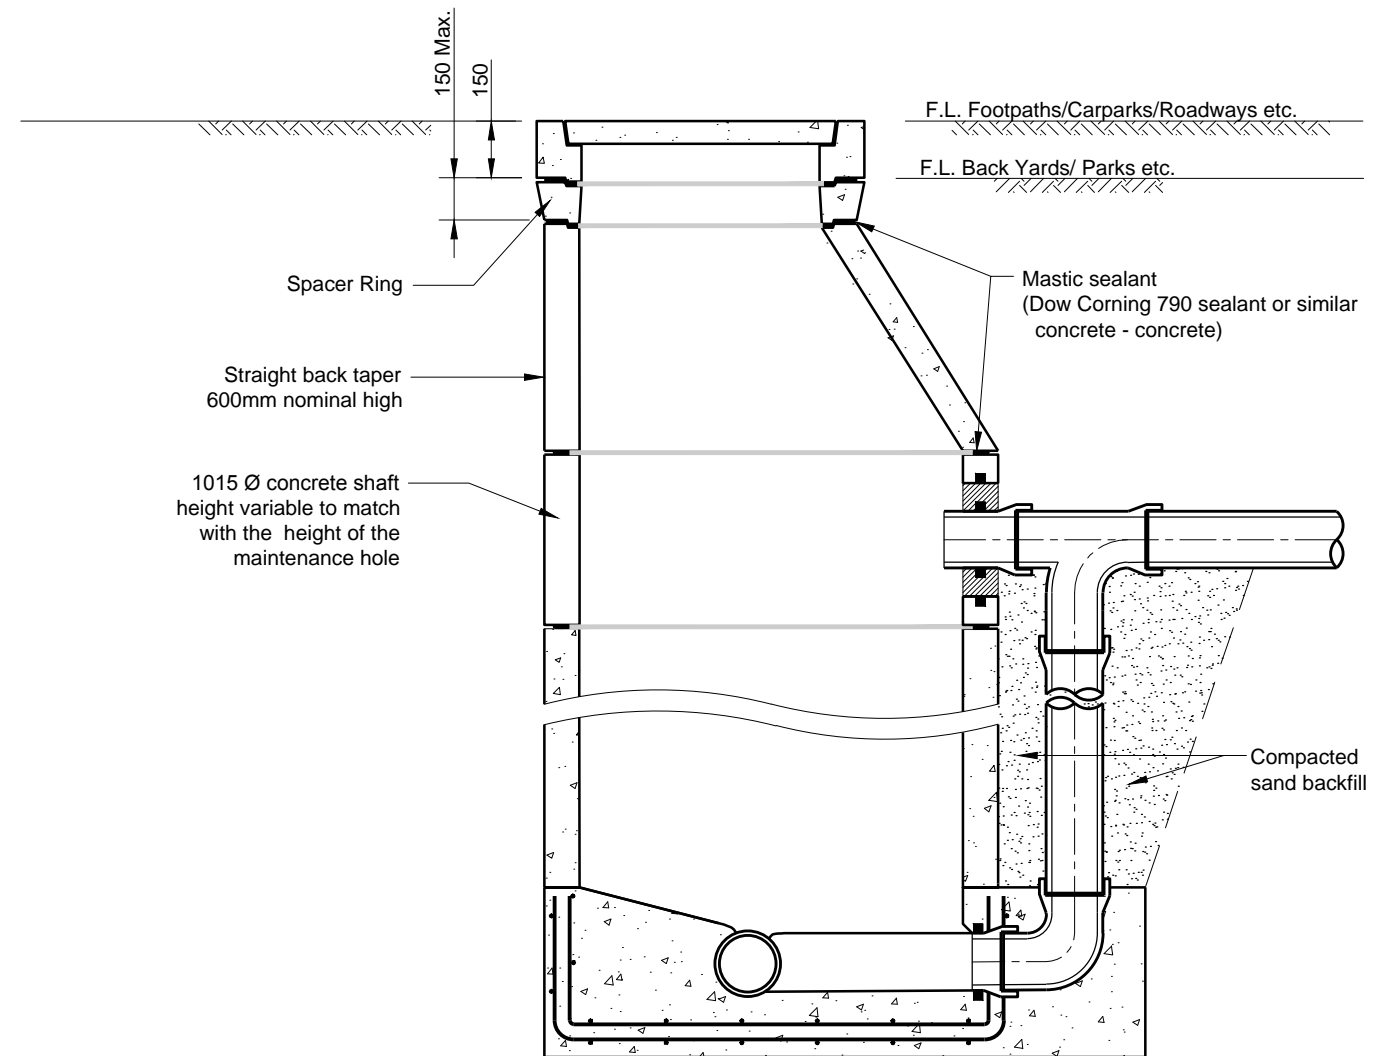 150 Max.
150
F.L. Footpaths/Carparks/Roadways etc.
F.L. Back Yards/ Parks etc.
Spacer Ring
Mastic sealant
(Dow Corning 790 sealant or similar
concrete - concrete)
Straight back taper
600mm nominal high
1015 Ø concrete shaft
height variable to match
with the height of the
maintenance hole
Compacted
sand backfill